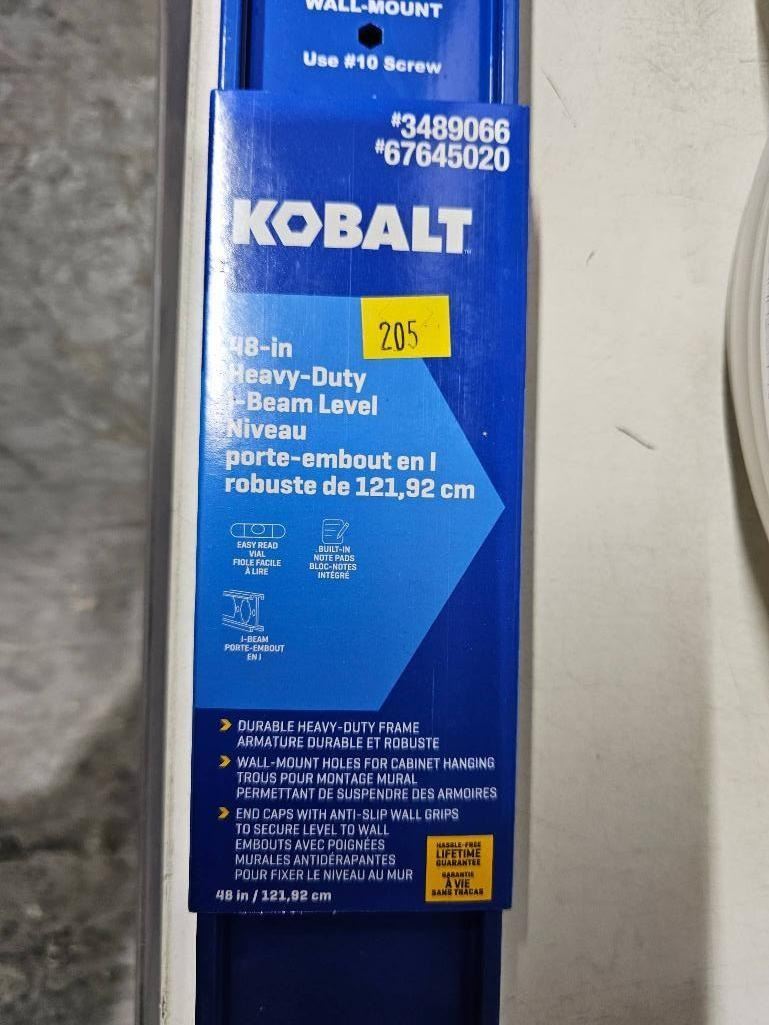 WALL-MOUNT
Use #10 Screw
#3489066
#67645020
KOBALT
205
48-in
Heavy-Duty
I-Beam Level
Niveau
porte-embout en I
robuste de 121,92 cm
EASY READ
VIAL
FIOLE FACILE
À LIRE
BUILT-IN
NOTE PADS
BLOC-NOTES
INTÉGRÉ
I-BEAM
PORTE-EMBOUT
EN I
DURABLE HEAVY-DUTY FRAME
ARMATURE DURABLE ET ROBUSTE
WALL-MOUNT HOLES FOR CABINET HANGING
TROUS POUR MONTAGE MURAL
PERMETTANT DE SUSPENDRE DES ARMOIRES
END CAPS WITH ANTI-SLIP WALL GRIPS
TO SECURE LEVEL TO WALL
EMBOUTS AVEC POIGNÉES
MURALES ANTIDÉRAPANTES
POUR FIXER LE NIVEAU AU MUR
HASSLE-FREE
LIFETIME
GUARANTEE
GARANTIE
À VIE
SANS TRACAS
48 in / 121,92 cm